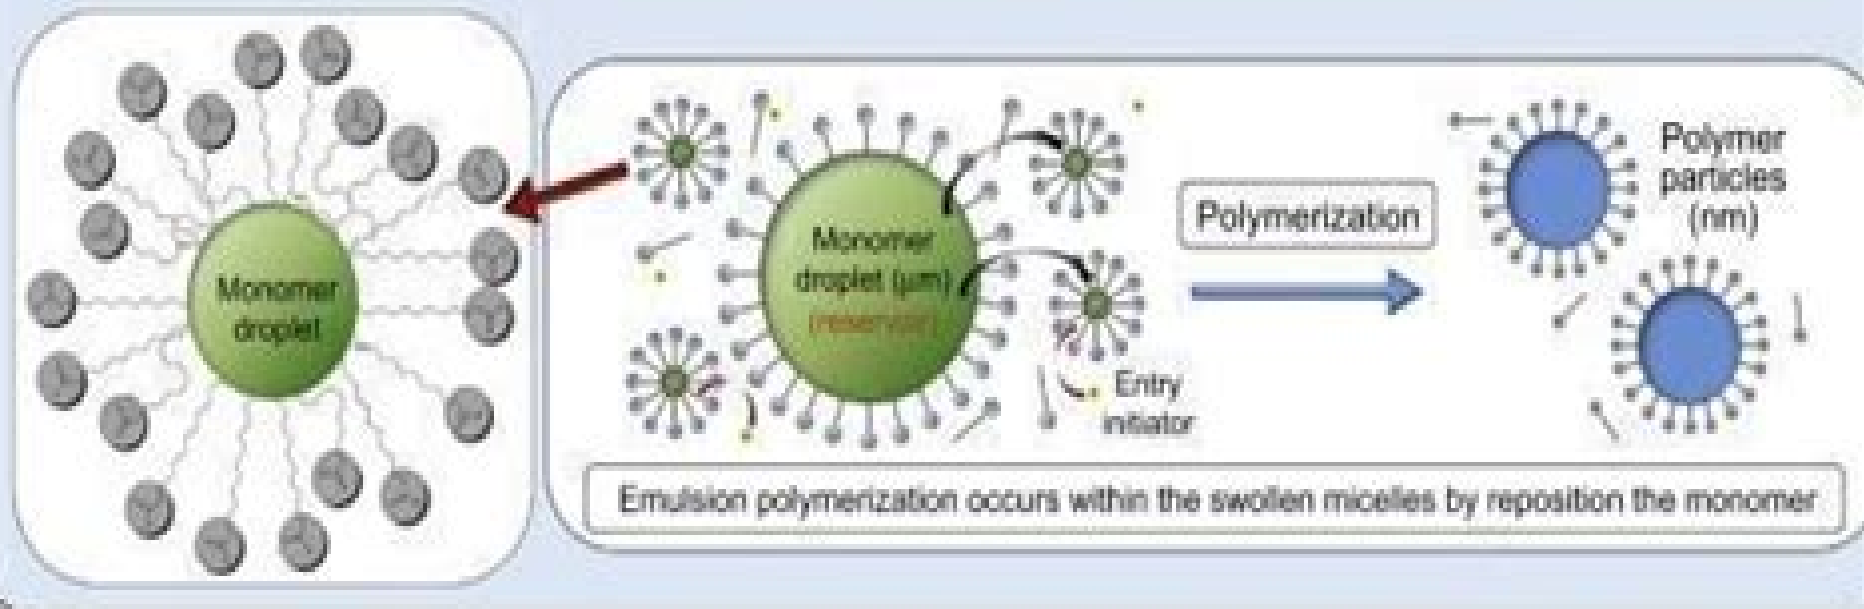 Monomer
droplet
Monomer
droplet (µm)
(reservoir)
Entry
initiator
Polymerization
Polymer
particles
(nm)
Emulsion polymerization occurs within the swollen micelles by reposition the monomer